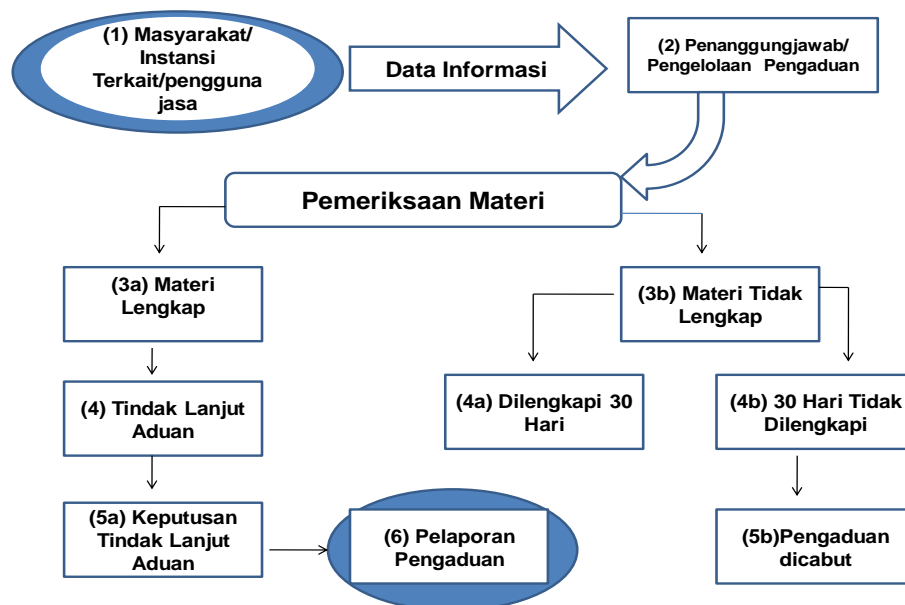 (1) Masyarakat/
Instansi
Terkait/pengguna
jasa
Data Informasi
(2) Penanggungjawab/
Pengelolaan Pengaduan
Pemeriksaan Materi
(3a) Materi
Lengkap
(3b) Materi Tidak
Lengkap
(4) Tindak Lanjut
Aduan
(4a) Dilengkapi 30
Hari
(4b) 30 Hari Tidak
Dilengkapi
(5a) Keputusan
Tindak Lanjut
Aduan
(6) Pelaporan
Pengaduan
(5b)Pengaduan
dicabut